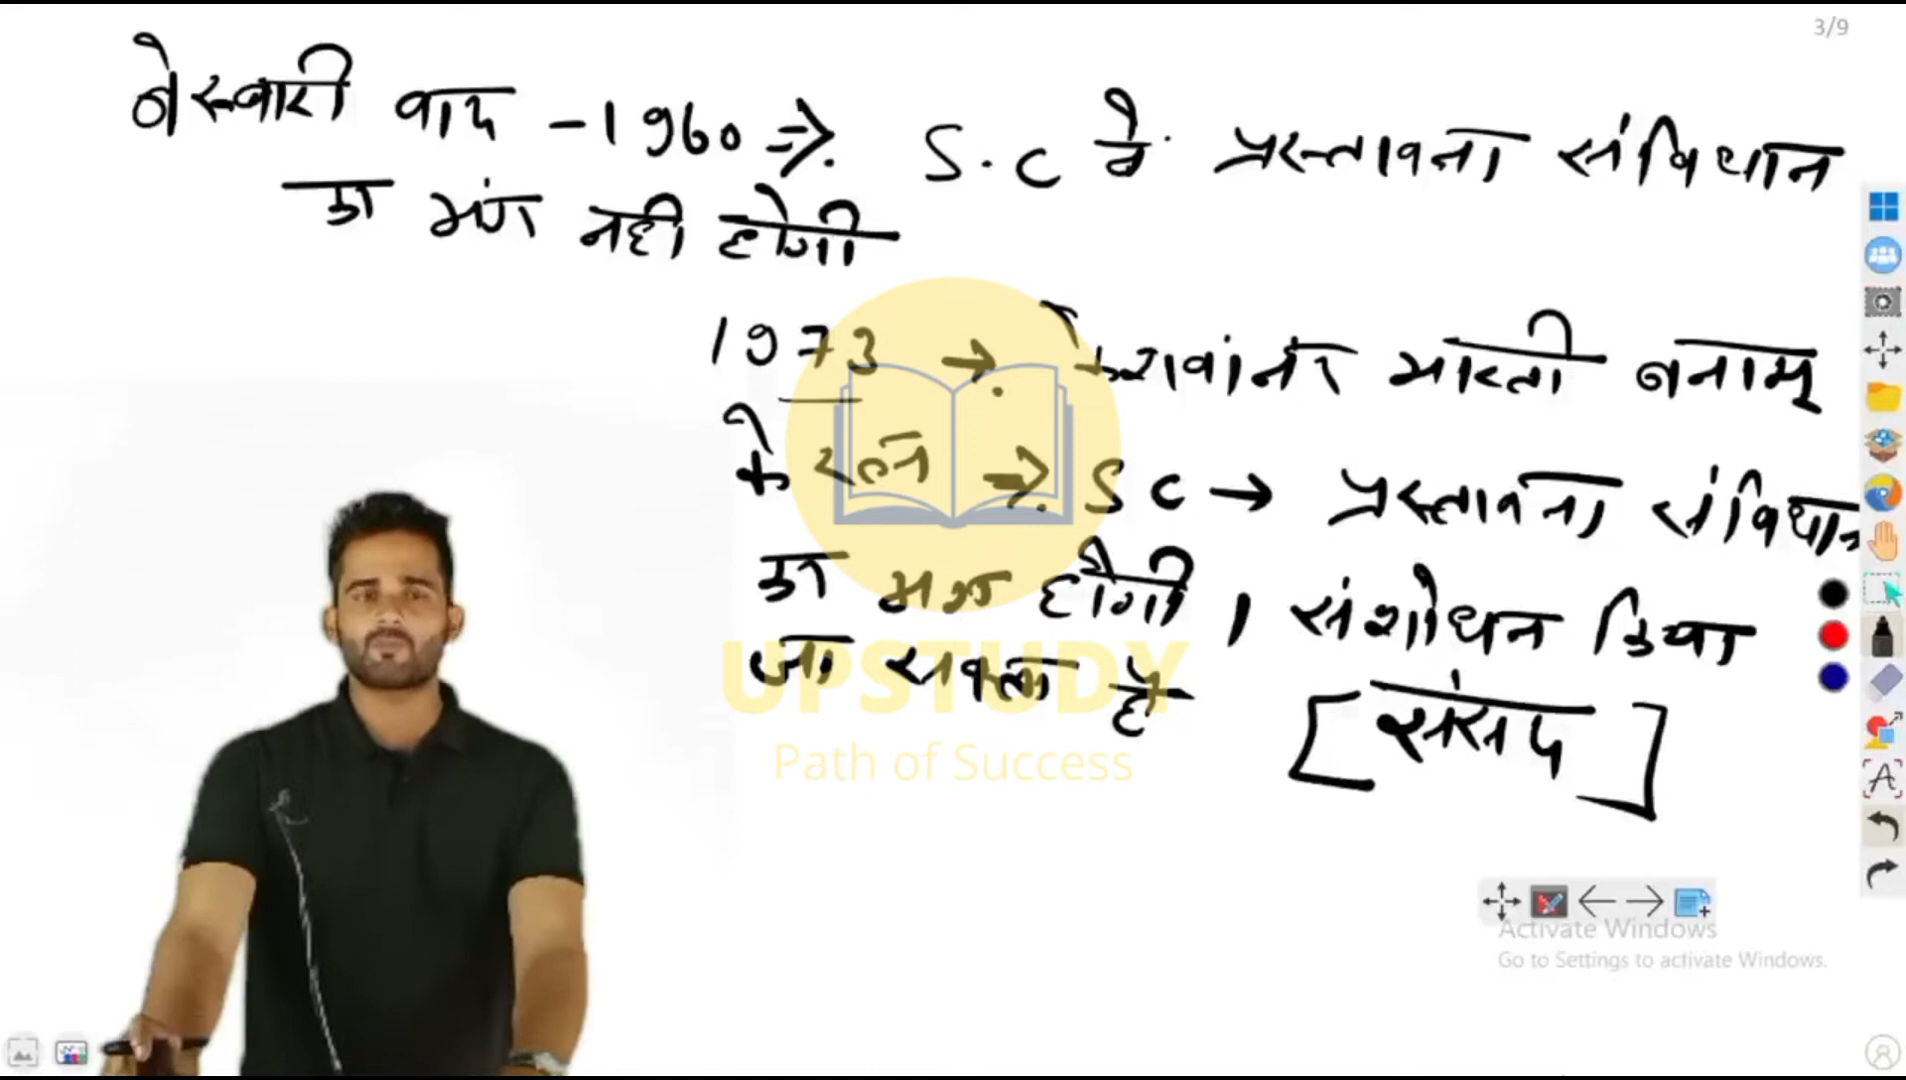 3/9
बेरुबारी वाद - 1960 ⇒ S.C ने प्रस्तावना संविधान
का भंग नही होगी
1973 → केशवानंद भारती बनाम
केरल ⇒ SC → प्रस्तावना संविधान
का भाग होगी, संशोधन किया
जा सकता है [संसद]
UPSTUDY
Path of Success
Activate Windows
Go to Settings to activate Windows.